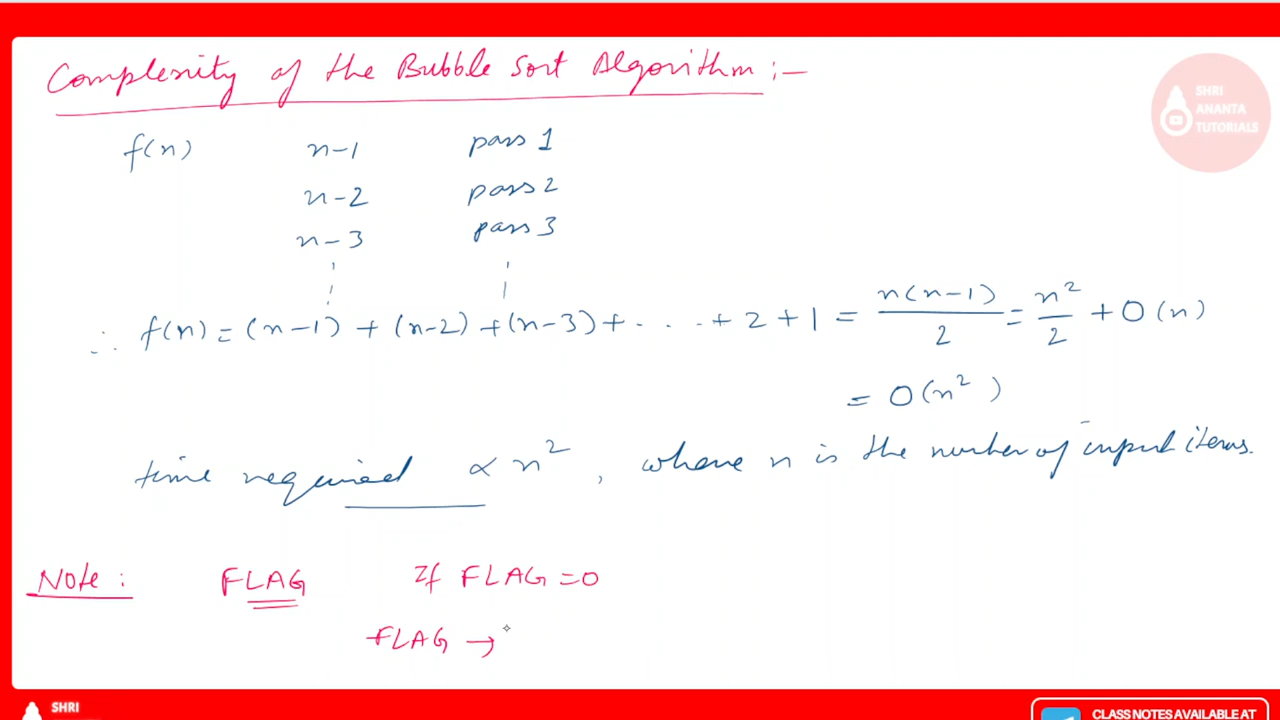 Complexity of the Bubble Sort Algorithm :-
SHRI
ANANTA
TUTORIALS
f(n) n-1 pass 1
n-2 pass 2
n-3 pass 3
∴ f(n) = (n-1) + (n-2) + (n-3) + . . . + 2 + 1 = n(n-1)/2 = n²/2 + O(n)
= O(n²)
time required ∝ n², where n is the number of input items.
Note : FLAG If FLAG = 0
FLAG →
SHRI
CLASS NOTES AVAILABLE AT